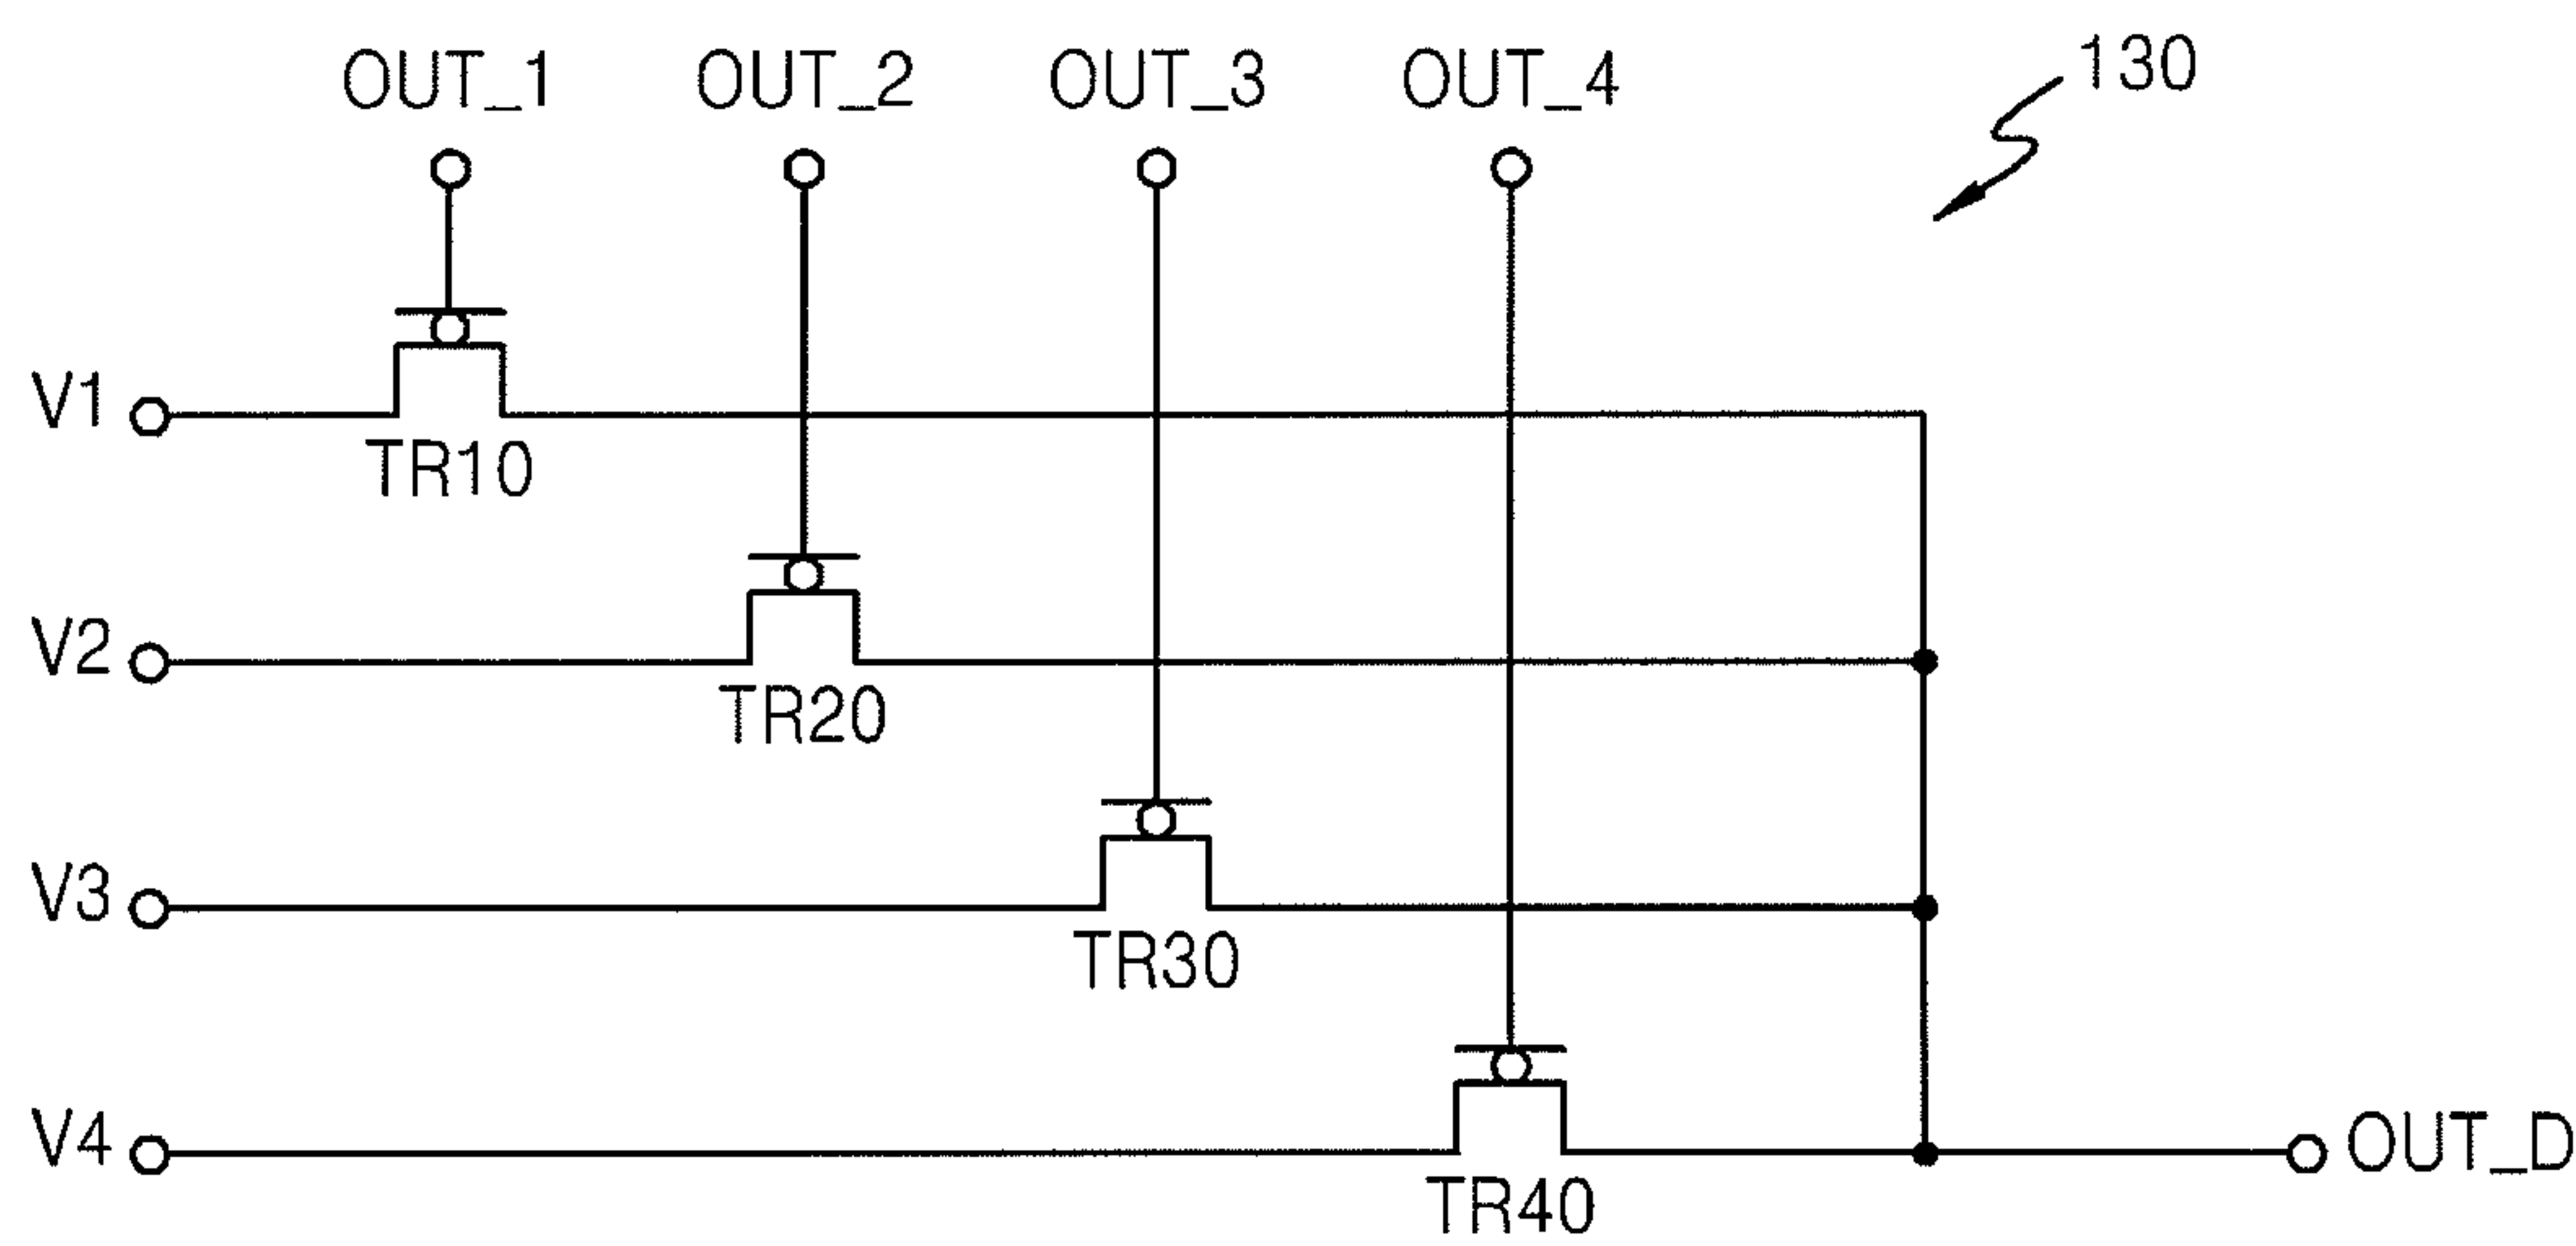 OUT_1 OUT_2 OUT_3 OUT_4 130
V1
TR10
V2
TR20
V3
TR30
V4 OUT_D
TR40